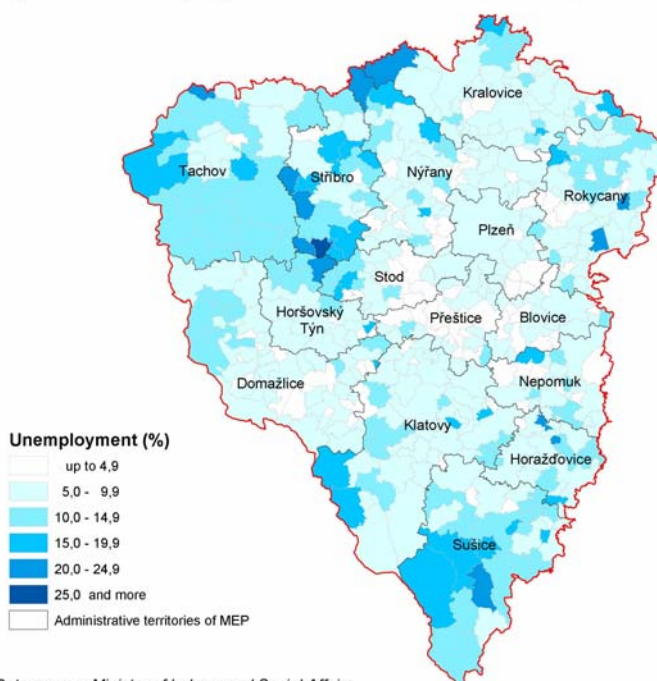 Kralovice
Tachov
Stříbro
Nýřany
Rokycany
Plzeň
Stod
Horšovský
Týn
Přeštice
Blovice
Domažlice
Nepomuk
Klatovy
Horažďovice
Sušice
Unemployment (%)
up to 4,9
5,0 - 9,9
10,0 - 14,9
15,0 - 19,9
20,0 - 24,9
25,0 and more
Administrative territories of MEP